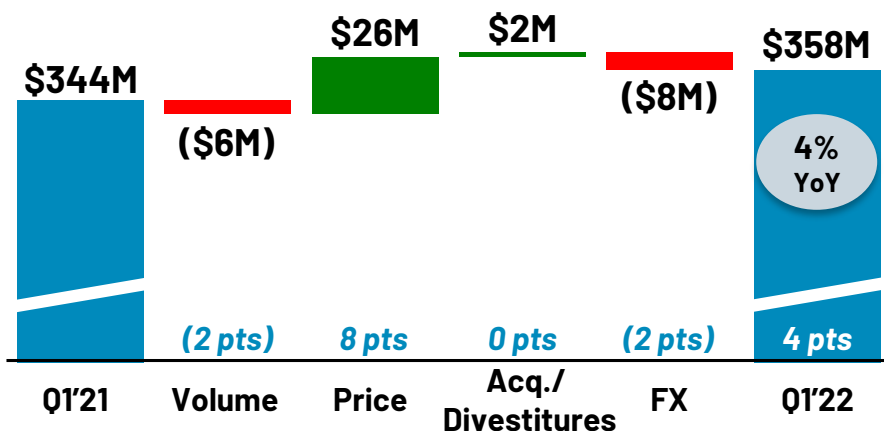 $344M
($6M)
$26M
$2M
($8M)
$358M
4%
YoY
(2 pts)
8 pts
0 pts
(2 pts)
4 pts
Q1'21
Volume
Price
Acq./
Divestitures
FX
Q1'22